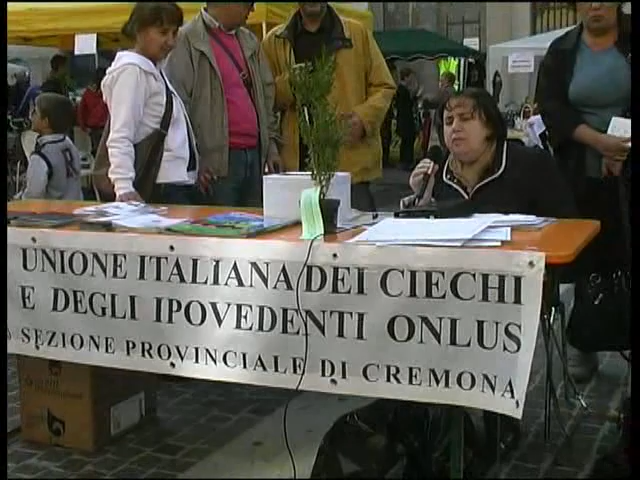 UNIONE ITALIANA DEI CIECHI
E DEGLI IPOVEDENTI ONLUS
SEZIONE PROVINCIALE DI CREMONA